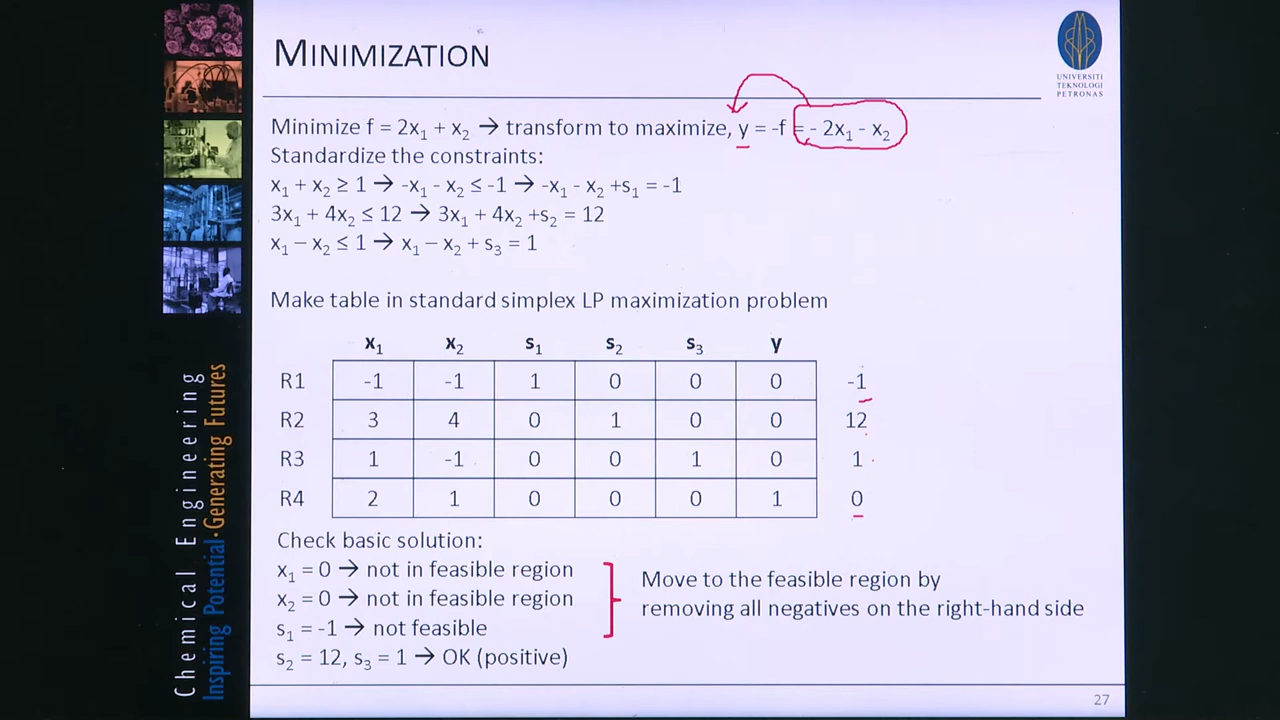 MINIMIZATION
UNIVERSITI
TEKNOLOGI
PETRONAS
Minimize f = 2x₁ + x₂ → transform to maximize, y = -f = - 2x₁ - x₂
Standardize the constraints:
x₁ + x₂ ≥ 1 → -x₁ - x₂ ≤ -1 → -x₁ - x₂ +s₁ = -1
3x₁ + 4x₂ ≤ 12 → 3x₁ + 4x₂ +s₂ = 12
x₁ – x₂ ≤ 1 → x₁ – x₂ + s₃ = 1
Make table in standard simplex LP maximization problem
x₁ x₂ s₁ s₂ s₃ y
R1 -1 -1 1 0 0 0 -1
R2 3 4 0 1 0 0 12
R3 1 -1 0 0 1 0 1
R4 2 1 0 0 0 1 0
Check basic solution:
x₁ = 0 → not in feasible region
x₂ = 0 → not in feasible region
s₁ = -1 → not feasible
s₂ = 12, s₃ = 1 → OK (positive)
Move to the feasible region by
removing all negatives on the right-hand side
Chemical Engineering
Inspiring Potential · Generating Futures
27